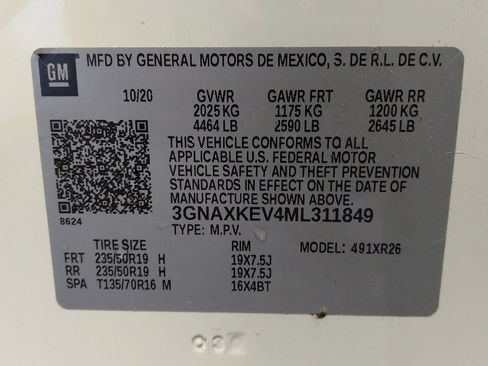 GM
MFD BY GENERAL MOTORS DE MEXICO, S. DE R.L. DE C.V.
10/20 GVWR GAWR FRT GAWR RR
2025 KG 1175 KG 1200 KG
4464 LB 2590 LB 2645 LB
THIS VEHICLE CONFORMS TO ALL
APPLICABLE U.S. FEDERAL MOTOR
VEHICLE SAFETY AND THEFT PREVENTION
STANDARDS IN EFFECT ON THE DATE OF
MANUFACTURE SHOWN ABOVE.
3GNAXKEV4ML311849
8624
TYPE: M.P.V.
TIRE SIZE RIM MODEL: 491XR26
FRT 235/50R19 H 19X7.5J
RR 235/50R19 H 19X7.5J
SPA T135/70R16 M 16X4BT